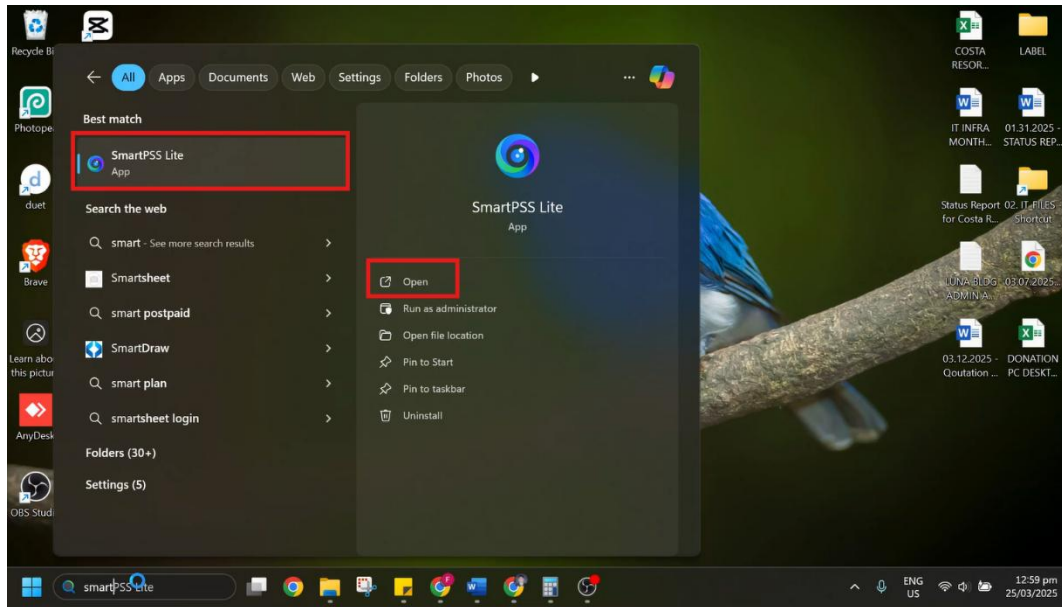 Recycle Bi
Photope
duet
Brave
Learn abo
this pictur
AnyDesk
OBS Studi
All
Apps
Documents
Web
Settings
Folders
Photos
Best match
SmartPSS Lite
App
Search the web
smart - See more search results
Smartsheet
smart postpaid
SmartDraw
smart plan
smartsheet login
Folders (30+)
Settings (5)
SmartPSS Lite
App
Open
Run as administrator
Open file location
Pin to Start
Pin to taskbar
Uninstall
COSTA
RESOR...
LABEL
IT INFRA
MONTH...
01.31.2025 -
STATUS REP...
Status Report
for Costa R...
02. IT-FILES -
Shortcut
LUNA BLDG
ADMIN A...
03.07.2025...
03.12.2025 -
Qoutation ...
DONATION
PC DESKT...
smartPSS Lite
ENG
US
12:59 pm
25/03/2025